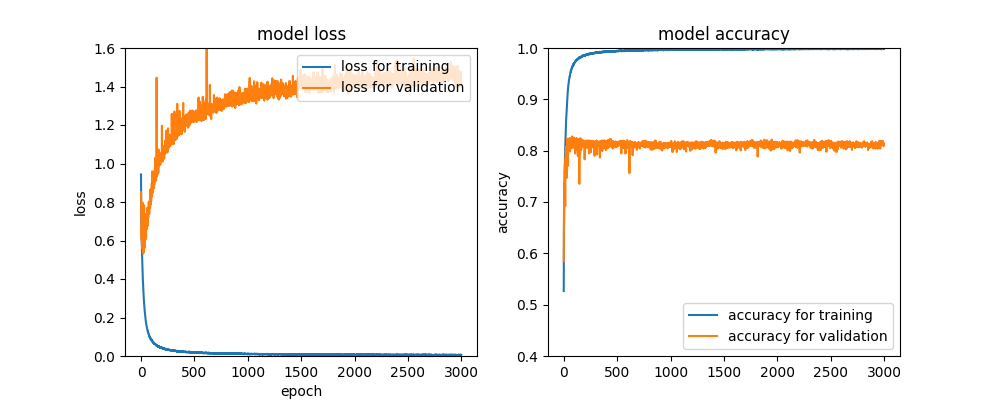 model loss
1.6
1.4
1.2
1.0
0.8
0.6
0.4
0.2
0.0
loss
loss for training
loss for validation
0 500 1000 1500 2000 2500 3000
epoch
model accuracy
1.0
0.9
0.8
0.7
0.6
0.5
0.4
accuracy
accuracy for training
accuracy for validation
0 500 1000 1500 2000 2500 3000